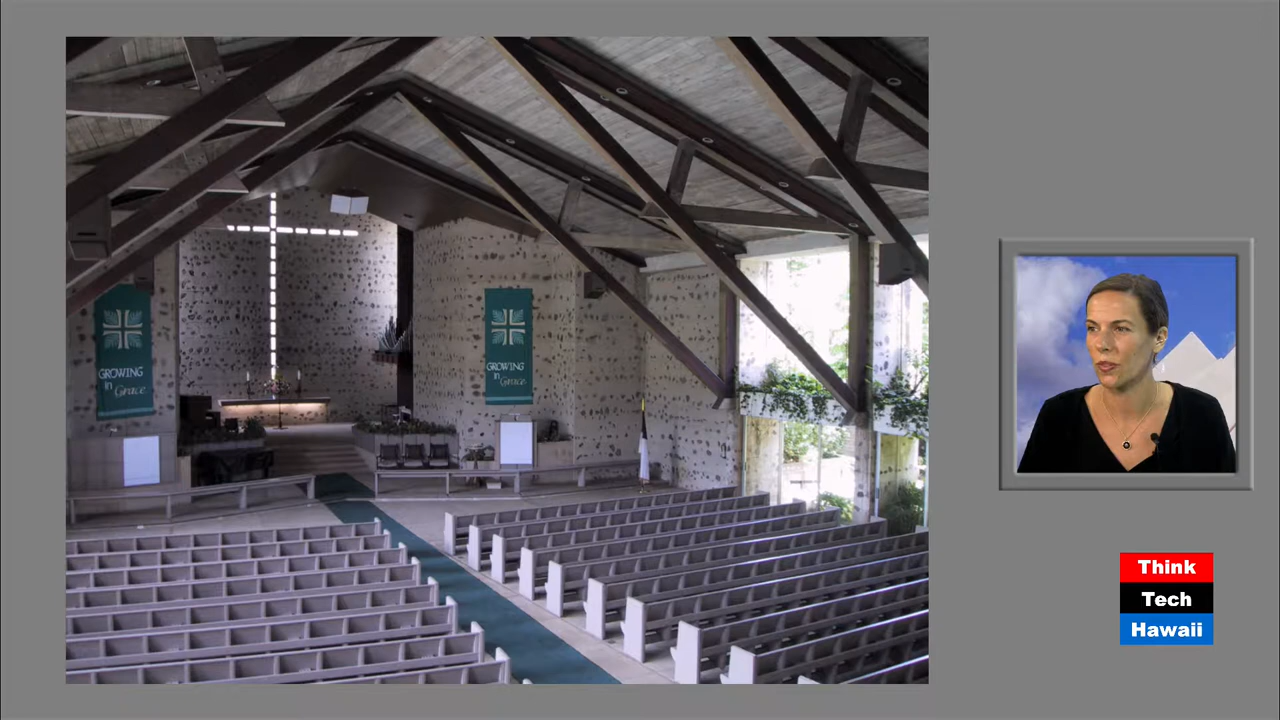 GROWING
in Grace
GROWING
in Grace
Think
Tech
Hawaii